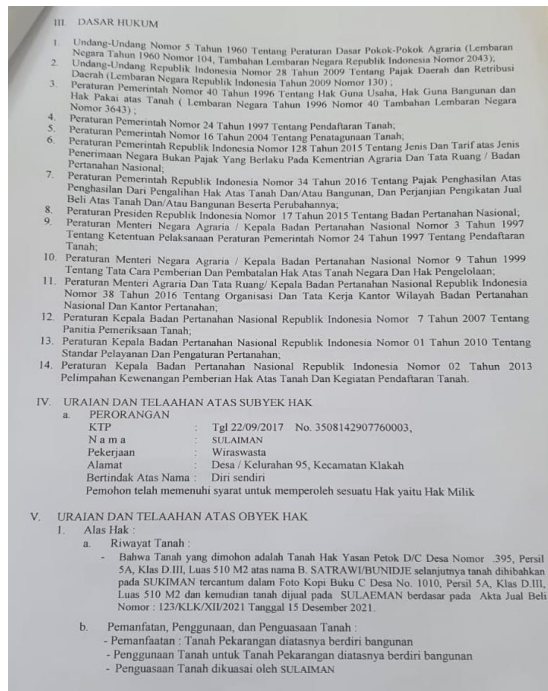 III. DASAR HUKUM
1. Undang-Undang Nomor 5 Tahun 1960 Tentang Peraturan Dasar Pokok-Pokok Agraria (Lembaran
Negara Tahun 1960 Nomor 104, Tambahan Lembaran Negara Republik Indonesia Nomor 2043);
2. Undang-Undang Republik Indonesia Nomor 28 Tahun 2009 Tentang Pajak Daerah dan Retribusi
Daerah (Lembaran Negara Republik Indonesia Tahun 2009 Nomor 130) ;
3. Peraturan Pemerintah Nomor 40 Tahun 1996 Tentang Hak Guna Usaha, Hak Guna Bangunan dan
Hak Pakai atas Tanah ( Lembaran Negara Tahun 1996 Nomor 40 Tambahan Lembaran Negara
Nomor 3643) ;
4. Peraturan Pemerintah Nomor 24 Tahun 1997 Tentang Pendaftaran Tanah;
5. Peraturan Pemerintah Nomor 16 Tahun 2004 Tentang Penatagunaan Tanah;
6. Peraturan Pemerintah Republik Indonesia Nomor 128 Tahun 2015 Tentang Jenis Dan Tarif atas Jenis
Penerimaan Negara Bukan Pajak Yang Berlaku Pada Kementrian Agraria Dan Tata Ruang / Badan
Pertanahan Nasional;
7. Peraturan Pemerintah Republik Indonesia Nomor 34 Tahun 2016 Tentang Pajak Penghasilan Atas
Penghasilan Dari Pengalihan Hak Atas Tanah Dan/Atau Bangunan, Dan Perjanjian Pengikatan Jual
Beli Atas Tanah Dan/Atau Bangunan Beserta Perubahannya;
8. Peraturan Presiden Republik Indonesia Nomor 17 Tahun 2015 Tentang Badan Pertanahan Nasional;
9. Peraturan Menteri Negara Agraria / Kepala Badan Pertanahan Nasional Nomor 3 Tahun 1997
Tentang Ketentuan Pelaksanaan Peraturan Pemerintah Nomor 24 Tahun 1997 Tentang Pendaftaran
Tanah;
10. Peraturan Menteri Negara Agraria / Kepala Badan Pertanahan Nasional Nomor 9 Tahun 1999
Tentang Tata Cara Pemberian Dan Pembatalan Hak Atas Tanah Negara Dan Hak Pengelolaan;
11. Peraturan Menteri Agraria Dan Tata Ruang/ Kepala Badan Pertanahan Nasional Republik Indonesia
Nomor 38 Tahun 2016 Tentang Organisasi Dan Tata Kerja Kantor Wilayah Badan Pertanahan
Nasional Dan Kantor Pertanahan;
12. Peraturan Kepala Badan Pertanahan Nasional Republik Indonesia Nomor 7 Tahun 2007 Tentang
Panitia Pemeriksaan Tanah;
13. Peraturan Kepala Badan Pertanahan Nasional Republik Indonesia Nomor 01 Tahun 2010 Tentang
Standar Pelayanan Dan Pengaturan Pertanahan;
14. Peraturan Kepala Badan Pertanahan Nasional Republik Indonesia Nomor 02 Tahun 2013
Pelimpahan Kewenangan Pemberian Hak Atas Tanah Dan Kegiatan Pendaftaran Tanah.
IV. URAIAN DAN TELAAHAN ATAS SUBYEK HAK
a. PERORANGAN
KTP : Tgl 22/09/2017 No. 3508142907760003,
N a m a : SULAIMAN
Pekerjaan : Wiraswasta
Alamat : Desa / Kelurahan 95, Kecamatan Klakah
Bertindak Atas Nama : Diri sendiri
Pemohon telah memenuhi syarat untuk memperoleh sesuatu Hak yaitu Hak Milik
V. URAIAN DAN TELAAHAN ATAS OBYEK HAK
1. Alas Hak :
a. Riwayat Tanah :
- Bahwa Tanah yang dimohon adalah Tanah Hak Yasan Petok D/C Desa Nomor .395, Persil
5A, Klas D.III, Luas 510 M2 atas nama B. SATRAWI/BUNIDJE selanjutnya tanah dihibahkan
pada SUKIMAN tercantum dalam Foto Kopi Buku C Desa No. 1010, Persil 5A, Klas D.III,
Luas 510 M2 dan kemudian tanah dijual pada SULAEMAN berdasar pada Akta Jual Beli
Nomor : 123/KLK/XII/2021 Tanggal 15 Desember 2021.
b. Pemanfatan, Penggunaan, dan Penguasaan Tanah :
- Pemanfaatan : Tanah Pekarangan diatasnya berdiri bangunan
- Penggunaan Tanah untuk Tanah Pekarangan diatasnya berdiri bangunan
- Penguasaan Tanah dikuasai oleh SULAIMAN